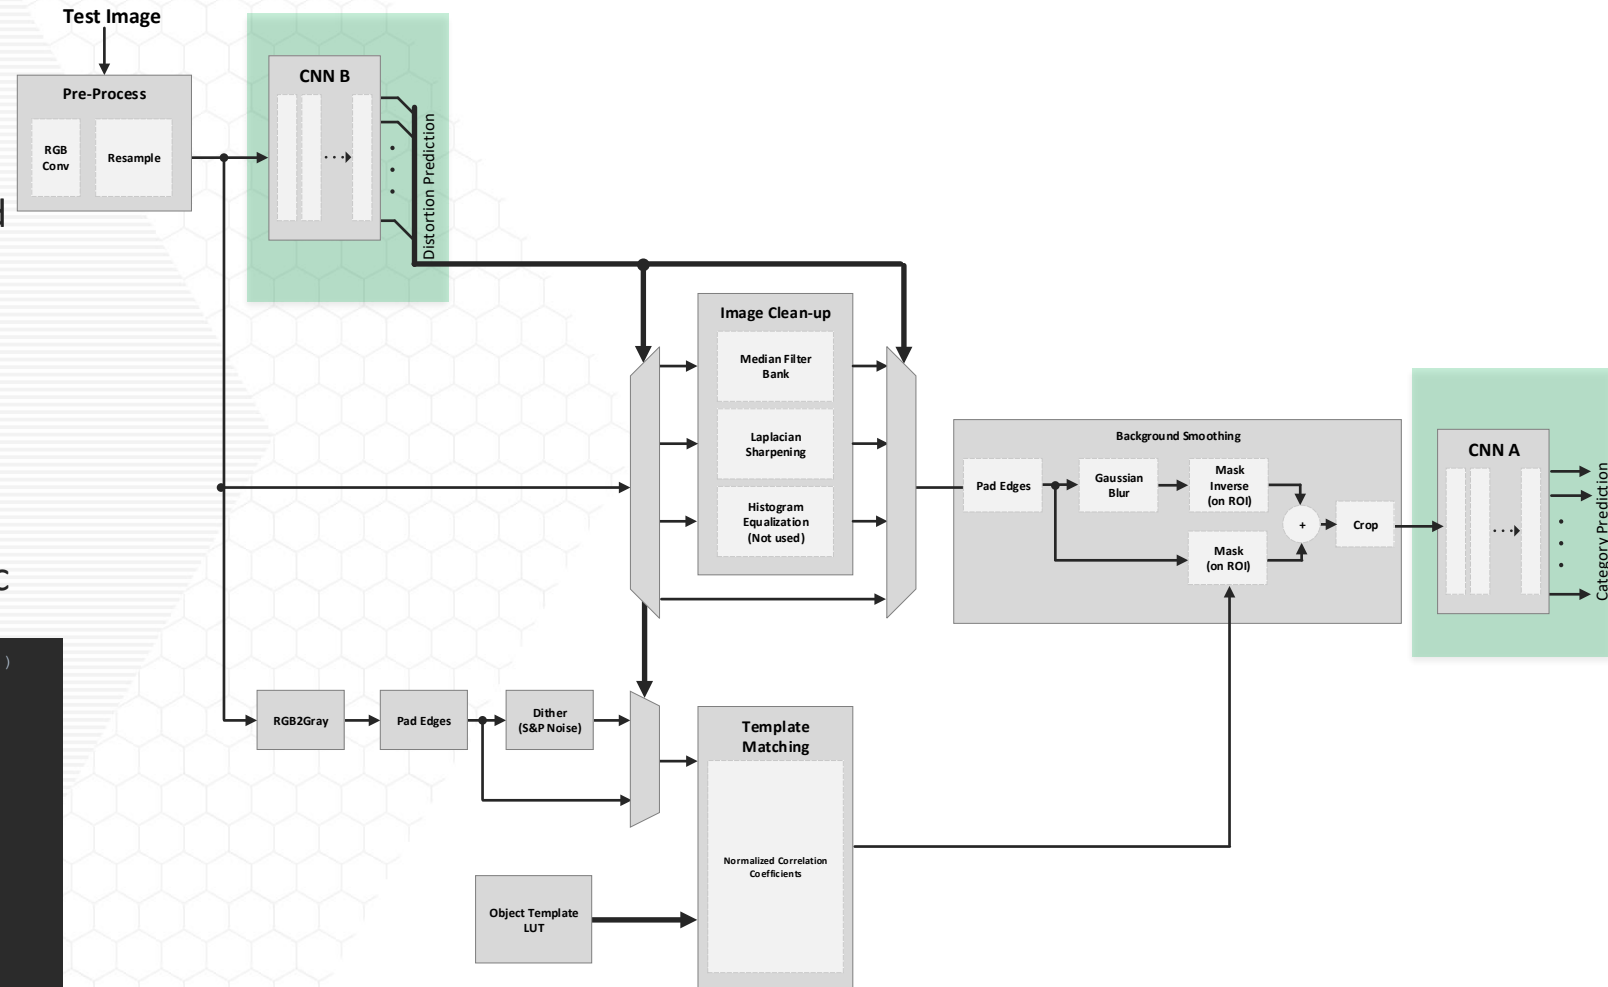 Test Image
Pre-Process
RGB
Conv
Resample
CNN B
Distortion Prediction
d
c
)
Image Clean-up
Median Filter
Bank
Laplacian
Sharpening
Histogram
Equalization
(Not used)
Background Smoothing
Pad Edges
Gaussian
Blur
Mask
Inverse
(on ROI)
Mask
(on ROI)
+
Crop
CNN A
Category Prediction
RGB2Gray
Pad Edges
Dither
(S&P Noise)
Template
Matching
Normalized Correlation
Coefficients
Object Template
LUT